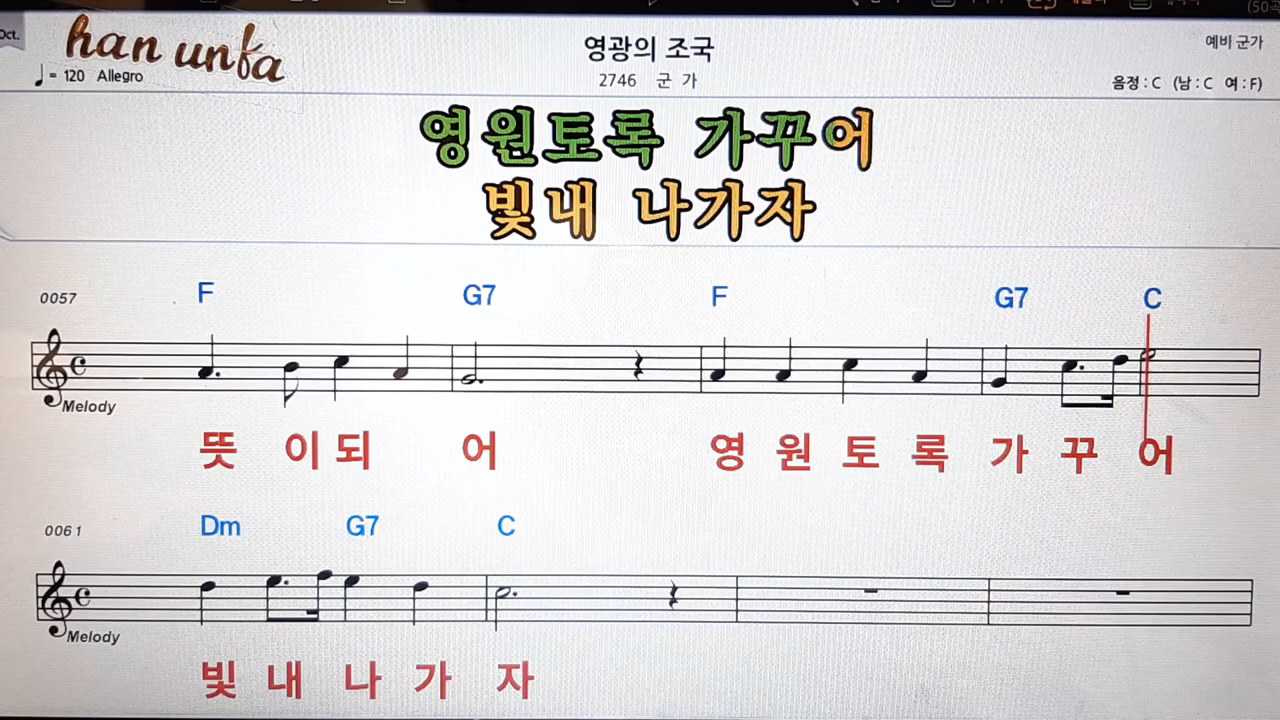 Oct.
han unfa
영광의 조국
예비 군가
♩= 120 Allegro
2746 군 가
음정 : C (남 : C 여 : F)
영원토록 가꾸어
빛내 나가자
0057 F G7 F G7 C
Melody
뜻 이 되 어 영 원 토 록 가 꾸 어
0061 Dm G7 C
Melody
빛 내 나 가 자